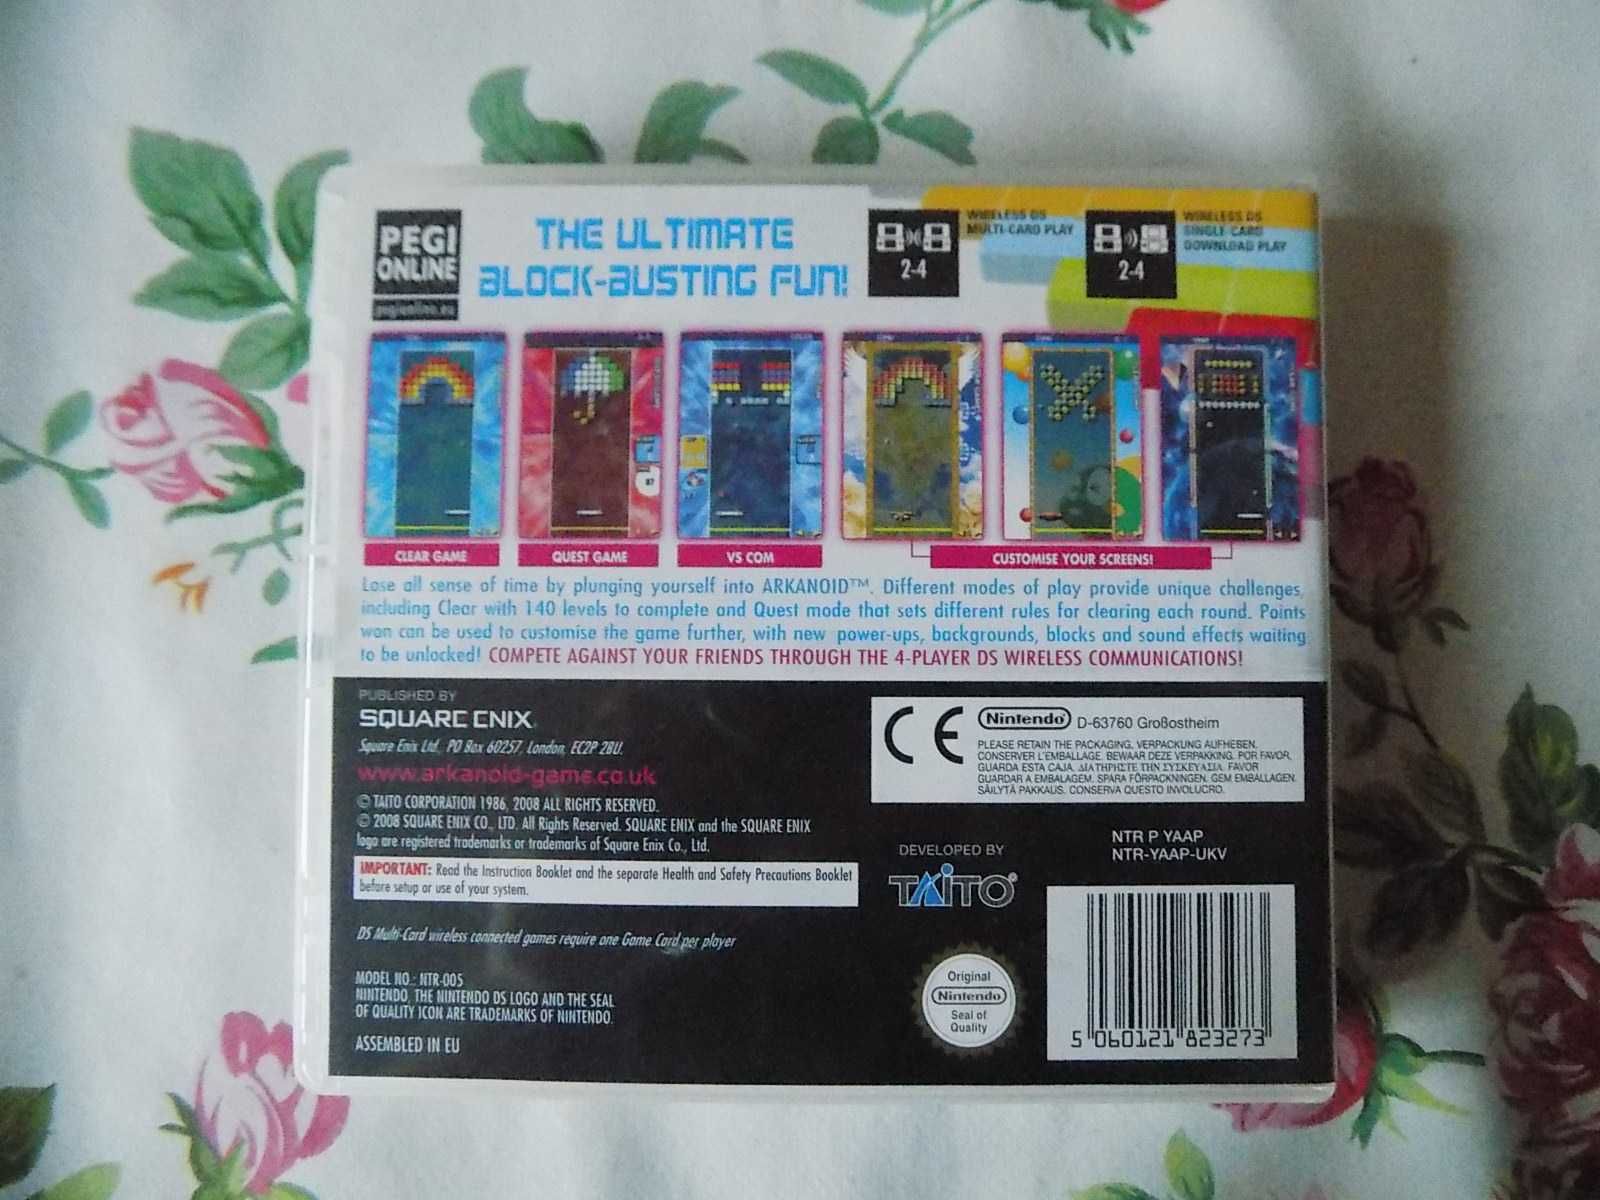 PEGI
ONLINE
pegionline.eu
THE ULTIMATE
BLOCK-BUSTING FUN!
2-4
WIRELESS DS
MULTI-CARD PLAY
2-4
WIRELESS DS
SINGLE-CARD
DOWNLOAD PLAY
CLEAR GAME
QUEST GAME
VS COM
CUSTOMISE YOUR SCREENS!
Lose all sense of time by plunging yourself into ARKANOID™. Different modes of play provide unique challenges,
including Clear with 140 levels to complete and Quest mode that sets different rules for clearing each round. Points
won can be used to customise the game further, with new power-ups, backgrounds, blocks and sound effects waiting
to be unlocked! COMPETE AGAINST YOUR FRIENDS THROUGH THE 4-PLAYER DS WIRELESS COMMUNICATIONS!
PUBLISHED BY
SQUARE ENIX
Square Enix Ltd. PO Box 60257, London, EC2P 2BU.
www.arkanoid-game.co.uk
© TAITO CORPORATION 1986, 2008 ALL RIGHTS RESERVED.
© 2008 SQUARE ENIX CO., LTD. All Rights Reserved. SQUARE ENIX and the SQUARE ENIX
logo are registered trademarks or trademarks of Square Enix Co., Ltd.
IMPORTANT: Read the Instruction Booklet and the separate Health and Safety Precautions Booklet
before setup or use of your system.
DS Multi-Card wireless connected games require one Game Card per player
MODEL NO.: NTR-005
NINTENDO, THE NINTENDO DS LOGO AND THE SEAL
OF QUALITY ICON ARE TRADEMARKS OF NINTENDO.
ASSEMBLED IN EU
CE
Nintendo D-63760 Großostheim
PLEASE RETAIN THE PACKAGING. VERPACKUNG AUFHEBEN.
CONSERVER L'EMBALLAGE. BEWAAR DEZE VERPAKKING. POR FAVOR,
GUARDA ESTA CAJA. ΔΙΑΤΗΡΗΣΤΕ ΤΗΝ ΣΥΣΚΕΥΑΣΙΑ. FAVOR
GUARDAR A EMBALAGEM. SPARA FÖRPACKNINGEN. GEM EMBALLAGEN.
SÄILYTÄ PAKKAUS. CONSERVA QUESTO INVOLUCRO.
DEVELOPED BY
TAITO®
NTR P YAAP
NTR-YAAP-UKV
Original
Nintendo
Seal of
Quality
5 060121 823273